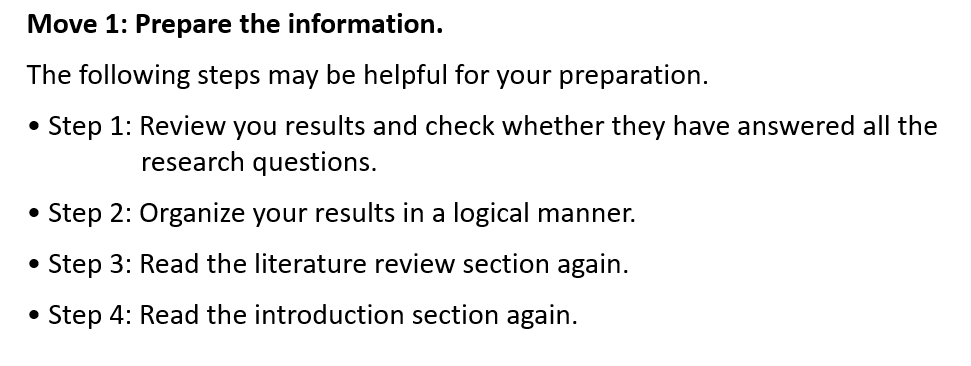 Move 1: Prepare the information.
The following steps may be helpful for your preparation.
• Step 1: Review you results and check whether they have answered all the
research questions.
• Step 2: Organize your results in a logical manner.
• Step 3: Read the literature review section again.
• Step 4: Read the introduction section again.